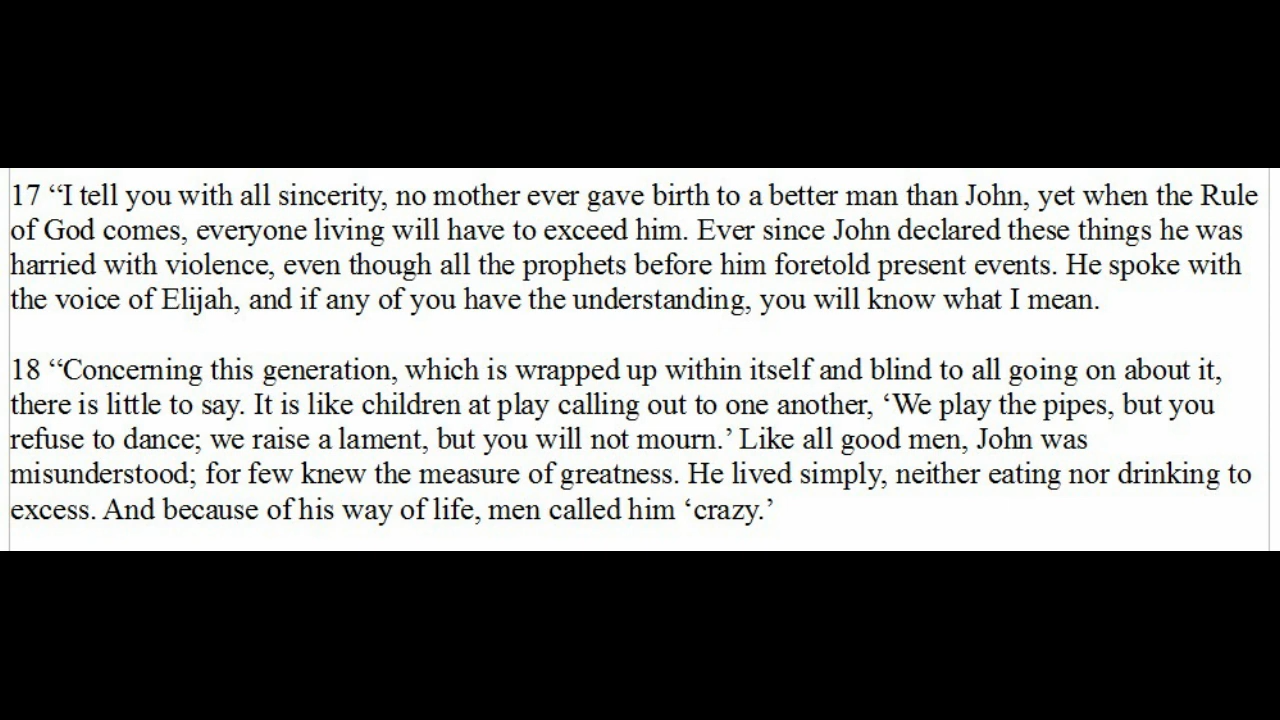 17 “I tell you with all sincerity, no mother ever gave birth to a better man than John, yet when the Rule
of God comes, everyone living will have to exceed him. Ever since John declared these things he was
harried with violence, even though all the prophets before him foretold present events. He spoke with
the voice of Elijah, and if any of you have the understanding, you will know what I mean.
18 “Concerning this generation, which is wrapped up within itself and blind to all going on about it,
there is little to say. It is like children at play calling out to one another, ‘We play the pipes, but you
refuse to dance; we raise a lament, but you will not mourn.’ Like all good men, John was
misunderstood; for few knew the measure of greatness. He lived simply, neither eating nor drinking to
excess. And because of his way of life, men called him ‘crazy.’